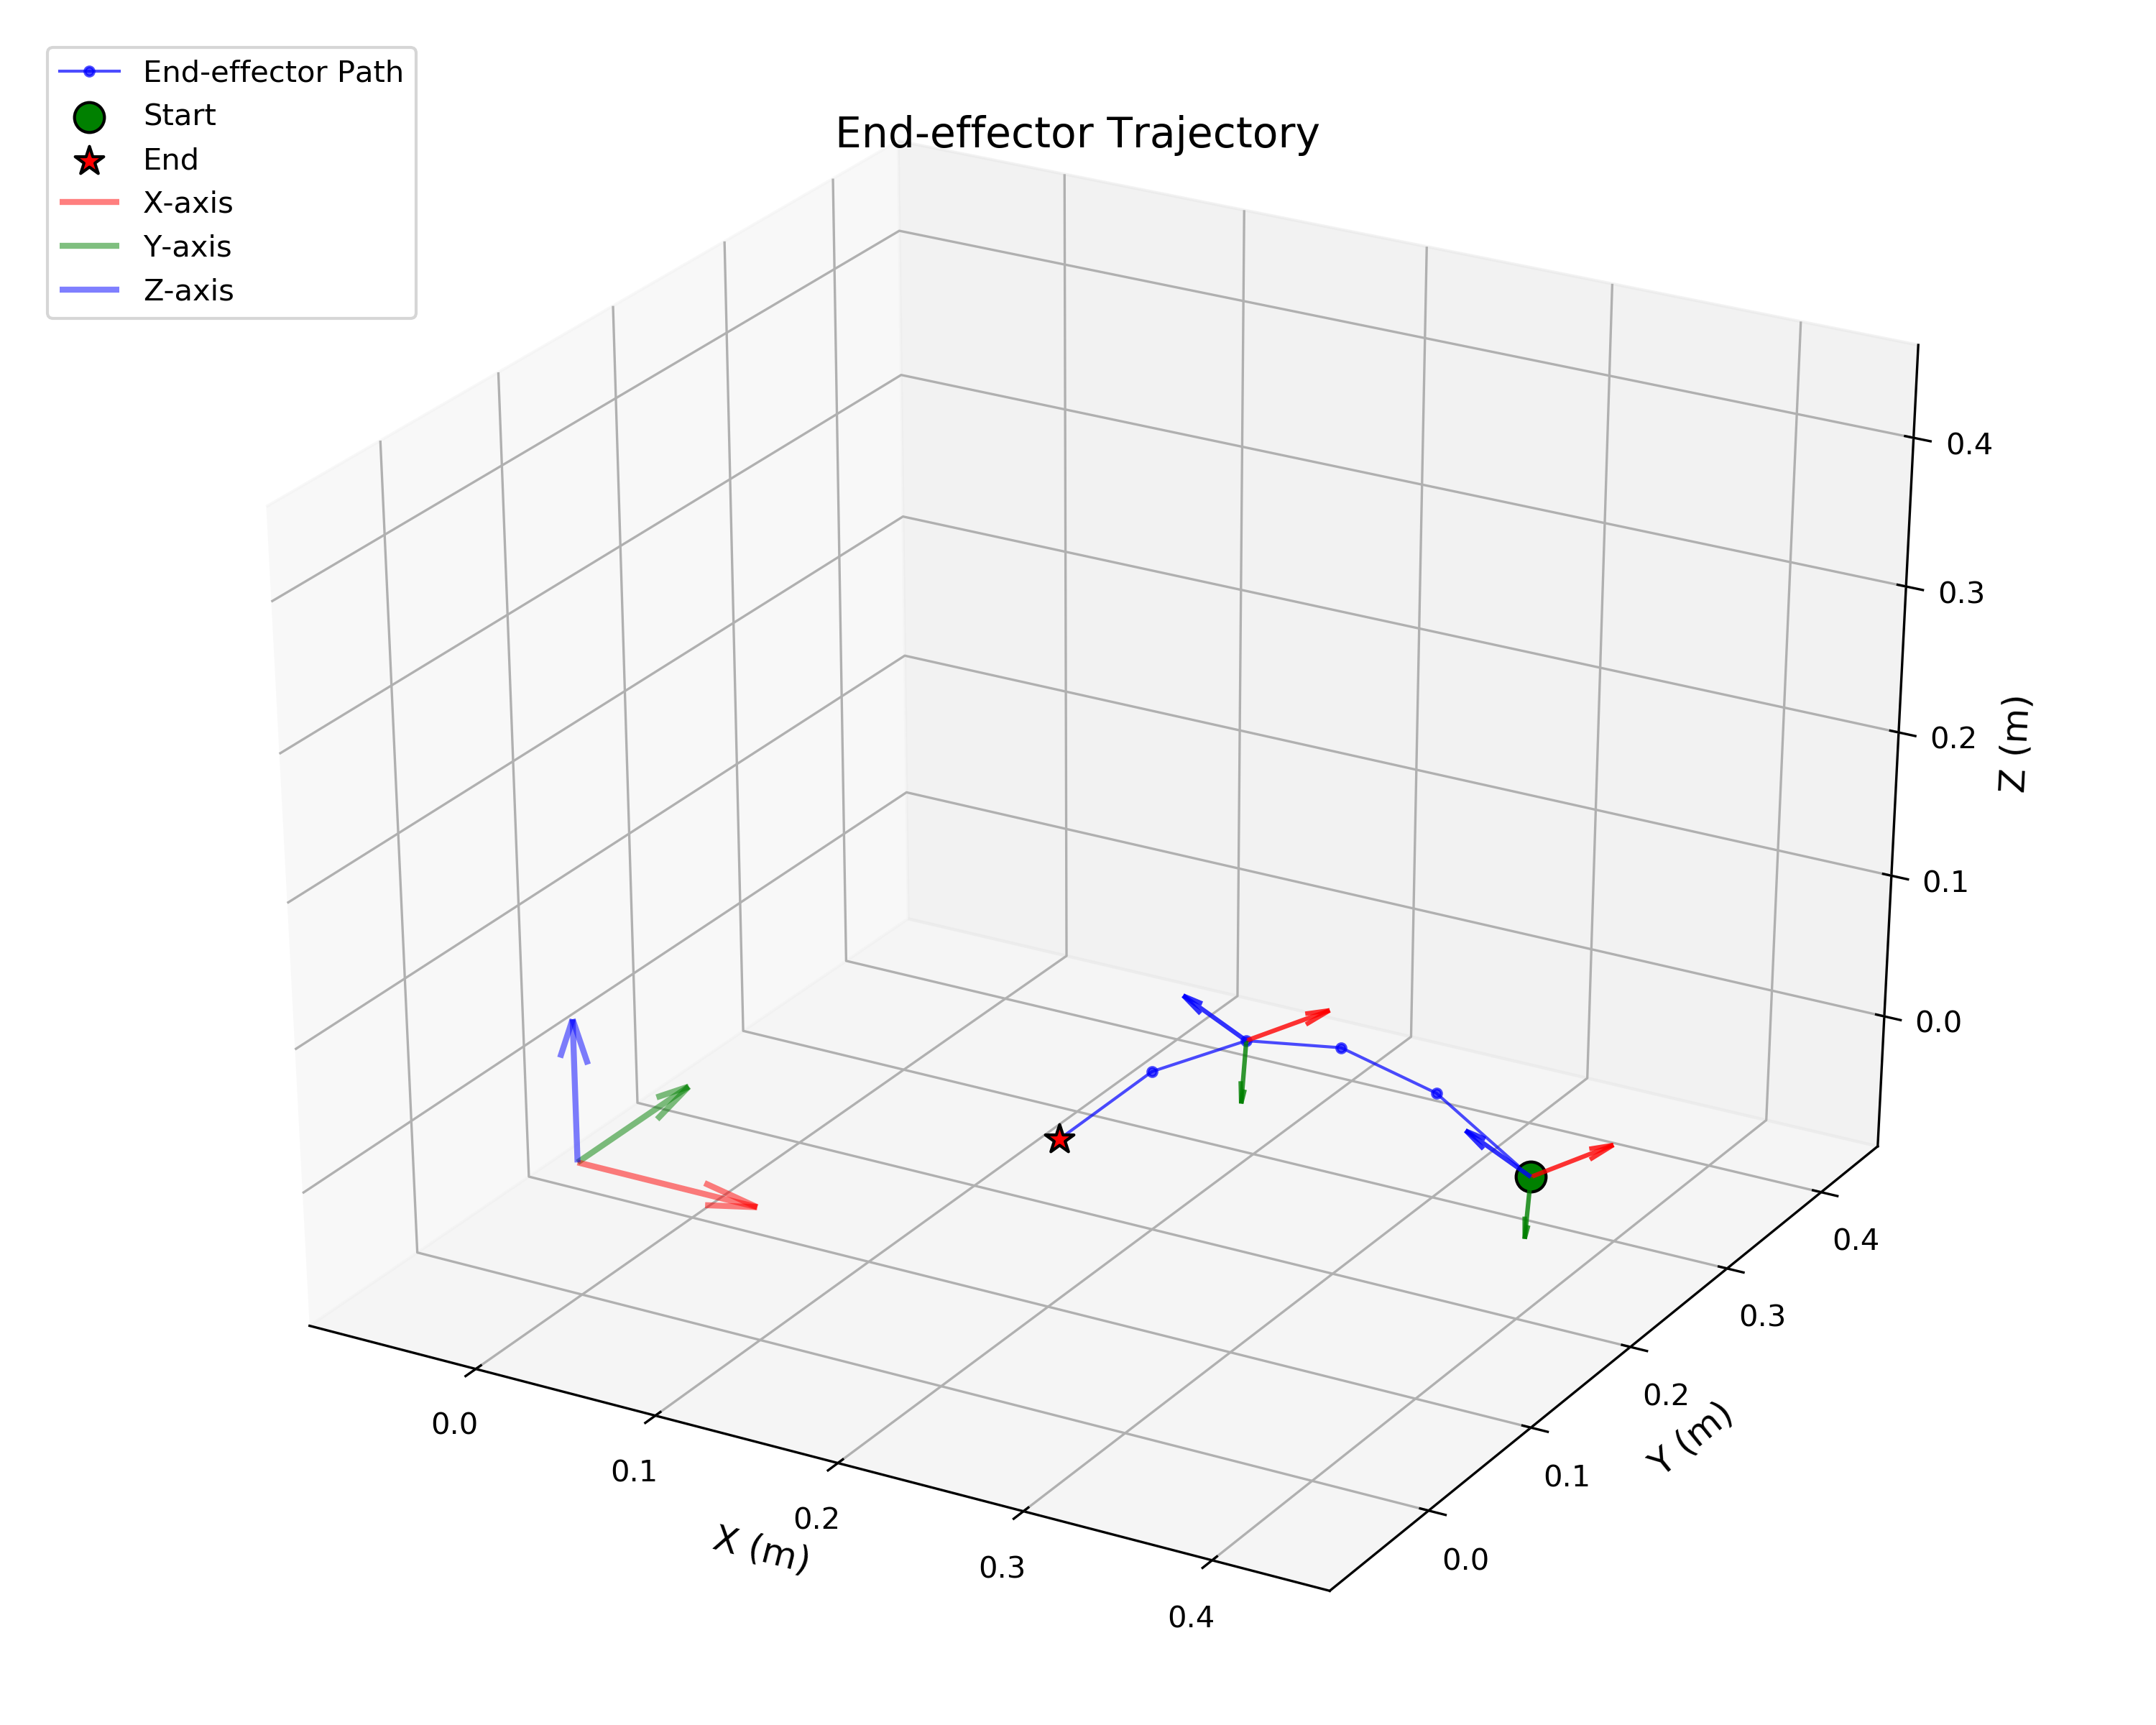 End-effector Path
Start
End
X-axis
Y-axis
Z-axis
End-effector Trajectory
0.4
0.3
0.2
0.1
0.0
Z (m)
0.4
0.3
0.2
0.1
0.0
Y (m)
0.0
0.1
0.2
0.3
0.4
X (m)